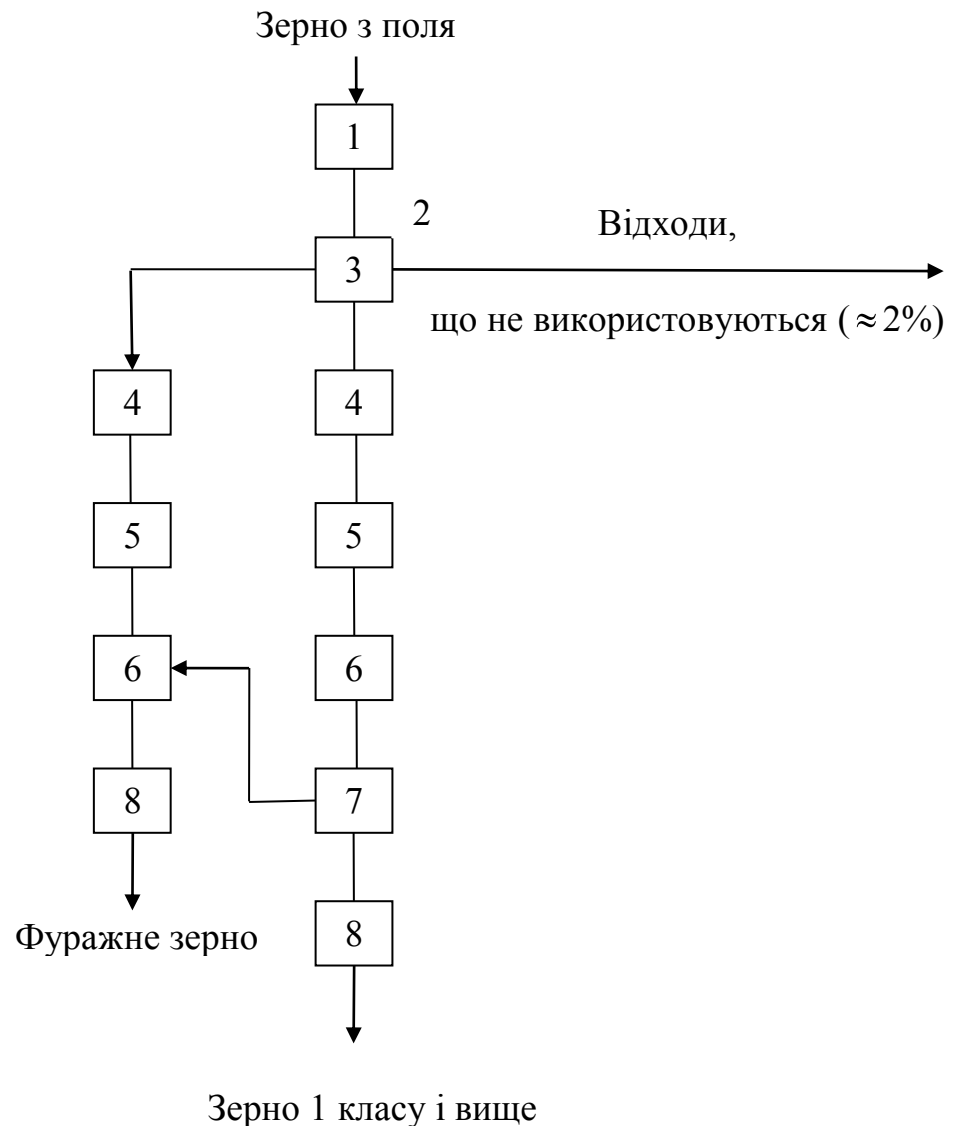 Зерно з поля
1
2
Відходи,
3
що не використовуються (≈2%)
4 4
5 5
6 6
8 7
Фуражне зерно 8
Зерно 1 класу і вище